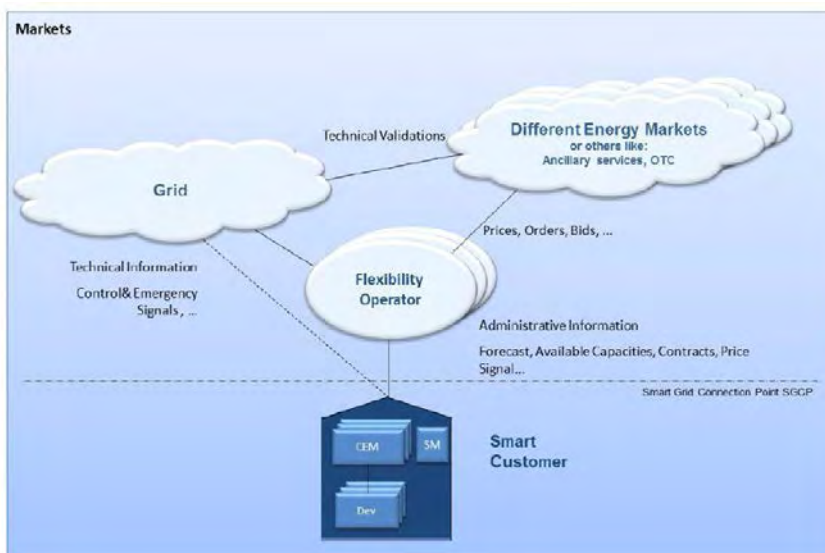 Markets
Technical Validations
Different Energy Markets
or others like:
Ancillary services, OTC
Grid
Prices, Orders, Bids, ...
Technical Information
Control& Emergency
Signals , ...
Flexibility
Operator
Administrative Information
Forecast, Available Capacities, Contracts, Price
Signal...
Smart Grid Connection Point SGCP
CEM
SM
Smart
Customer
Dev